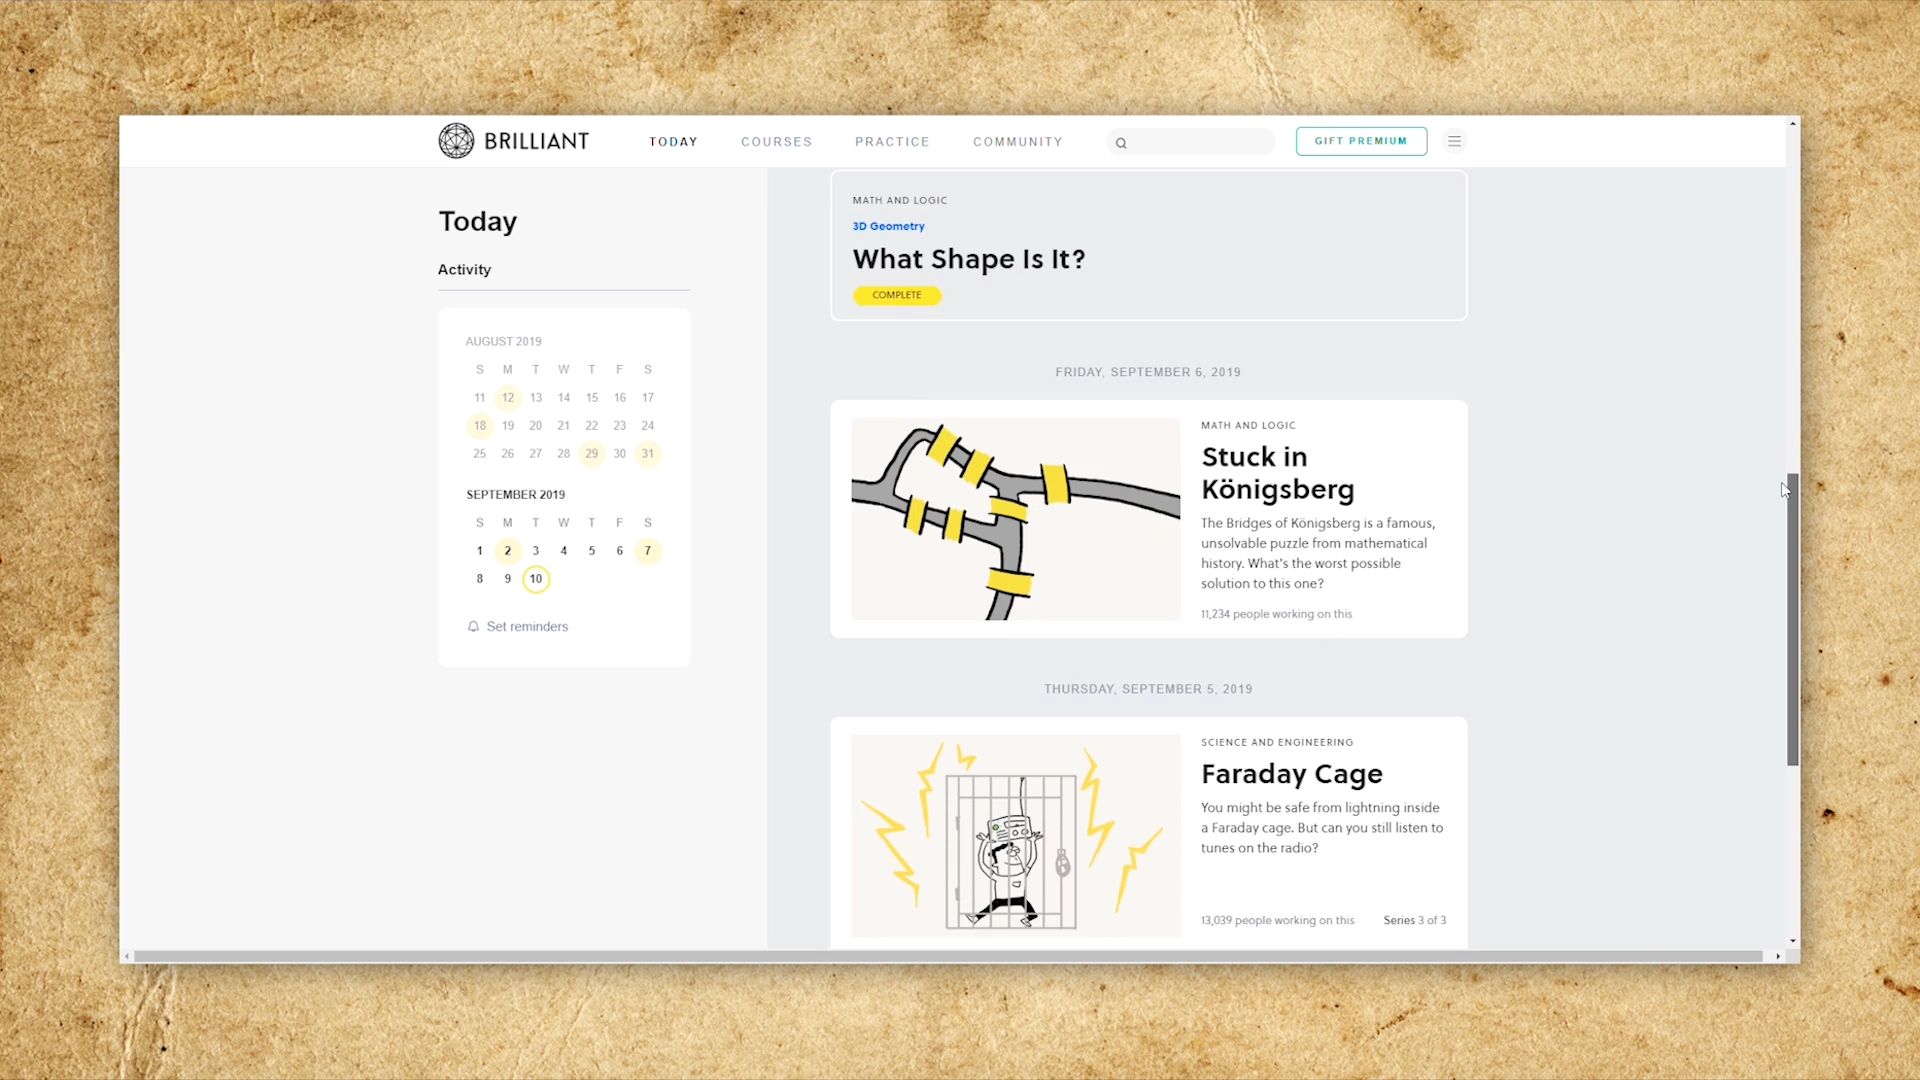 BRILLIANT
TODAY
COURSES
PRACTICE
COMMUNITY
GIFT PREMIUM
Today
Activity
AUGUST 2019
S M T W T F S
11 12 13 14 15 16 17
18 19 20 21 22 23 24
25 26 27 28 29 30 31
SEPTEMBER 2019
S M T W T F S
1 2 3 4 5 6 7
8 9 10
Set reminders
MATH AND LOGIC
3D Geometry
What Shape Is It?
COMPLETE
FRIDAY, SEPTEMBER 6, 2019
MATH AND LOGIC
Stuck in
Königsberg
The Bridges of Königsberg is a famous,
unsolvable puzzle from mathematical
history. What's the worst possible
solution to this one?
11,234 people working on this
THURSDAY, SEPTEMBER 5, 2019
SCIENCE AND ENGINEERING
Faraday Cage
You might be safe from lightning inside
a Faraday cage. But can you still listen to
tunes on the radio?
13,039 people working on this
Series 3 of 3